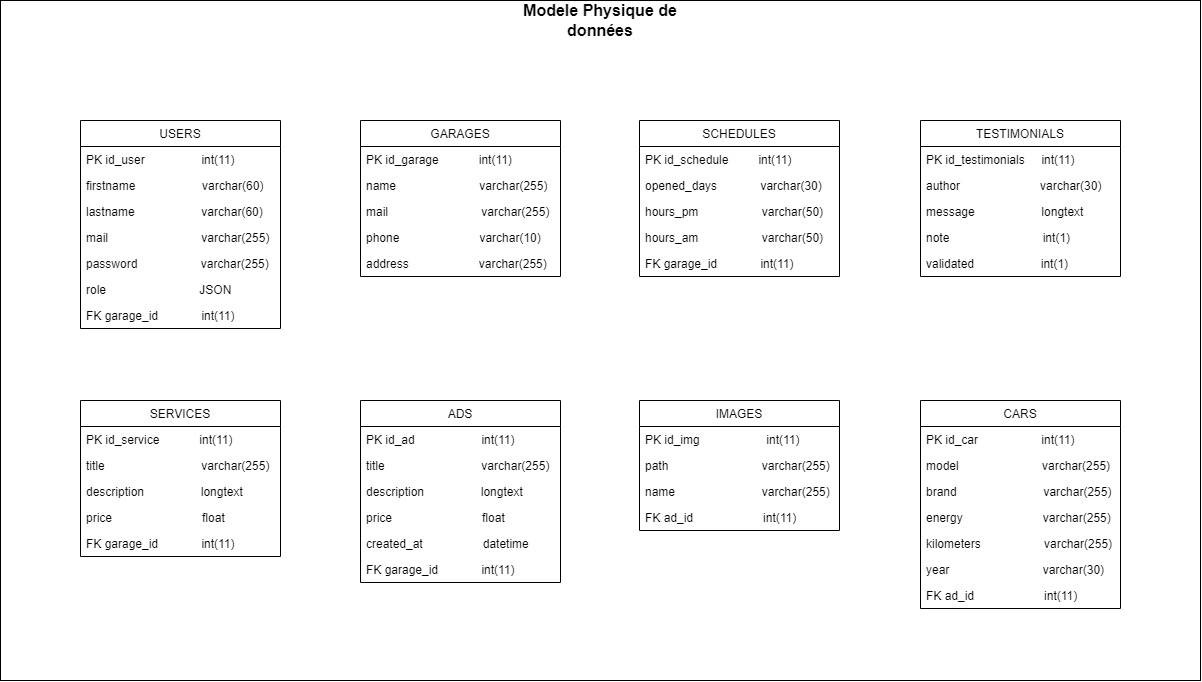 Modele Physique de
données
USERS
PK id_user int(11)
firstname varchar(60)
lastname varchar(60)
mail varchar(255)
password varchar(255)
role JSON
FK garage_id int(11)
GARAGES
PK id_garage int(11)
name varchar(255)
mail varchar(255)
phone varchar(10)
address varchar(255)
SCHEDULES
PK id_schedule int(11)
opened_days varchar(30)
hours_pm varchar(50)
hours_am varchar(50)
FK garage_id int(11)
TESTIMONIALS
PK id_testimonials int(11)
author varchar(30)
message longtext
note int(1)
validated int(1)
SERVICES
PK id_service int(11)
title varchar(255)
description longtext
price float
FK garage_id int(11)
ADS
PK id_ad int(11)
title varchar(255)
description longtext
price float
created_at datetime
FK garage_id int(11)
IMAGES
PK id_img int(11)
path varchar(255)
name varchar(255)
FK ad_id int(11)
CARS
PK id_car int(11)
model varchar(255)
brand varchar(255)
energy varchar(255)
kilometers varchar(255)
year varchar(30)
FK ad_id int(11)